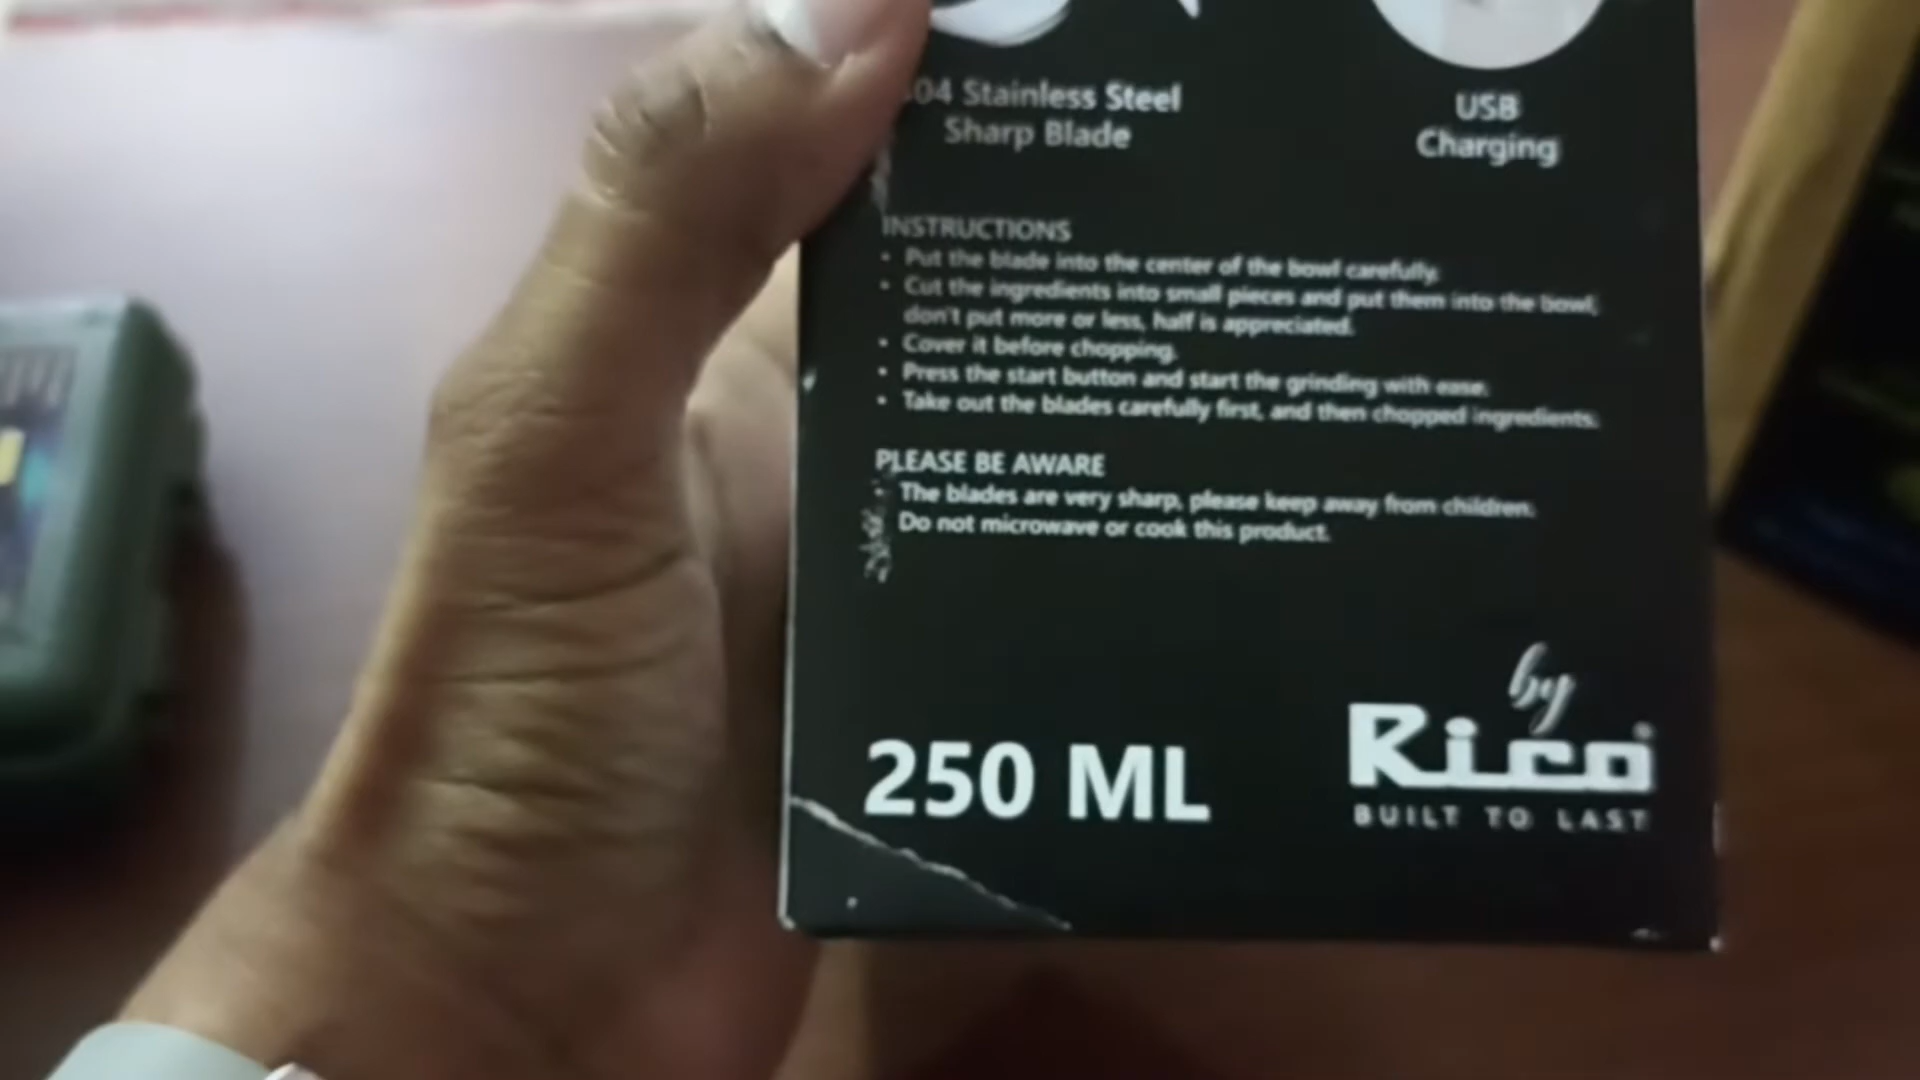 04 Stainless Steel
Sharp Blade
USB
Charging
INSTRUCTIONS
• Put the blade into the center of the bowl carefully.
• Cut the ingredients into small pieces and put them into the bowl,
don't put more or less, half is appreciated.
• Cover it before chopping.
• Press the start button and start the grinding with ease.
• Take out the blades carefully first, and then chopped ingredients.
PLEASE BE AWARE
• The blades are very sharp, please keep away from children.
Do not microwave or cook this product.
250 ML
by
Rico
BUILT TO LAST